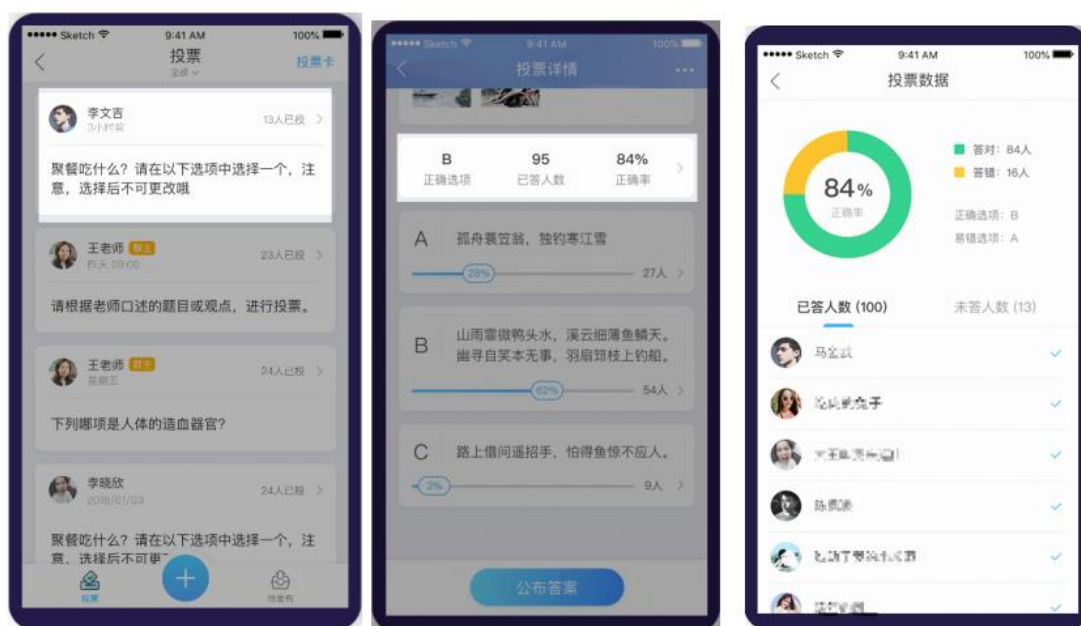 ●●●●● Sketch 9:41 AM 100%
投票
全部
投票卡
李文吉
3小时前
13人已投
聚餐吃什么？请在以下选项中选择一个，注
意，选择后不可更改哦
王老师 群主
昨天 09:00
23人已投
请根据老师口述的题目或观点，进行投票。
王老师 群主
星期五
24人已投
下列哪项是人体的造血器官？
李晓欣
2018/01/03
24人已投
聚餐吃什么？请在以下选项中选择一个，注
意，选择后不可更
投票
待发布
●●●●● Sketch 9:41 AM 100%
投票详情
B 95 84%
正确选项 已答人数 正确率
A 孤舟蓑笠翁，独钓寒江雪
28% 27人
B 山雨霏微鸭头水，溪云细薄鱼鳞天。
幽寻自笑本无事，羽扇筇枝上钓船。
62% 54人
C 路上借问遥招手，怕得鱼惊不应人。
3% 9人
公布答案
●●●●● Sketch 9:41 AM 100%
投票数据
84%
正确率
答对：84人
答错：16人
正确选项：B
易错选项：A
已答人数 (100) 未答人数 (13)